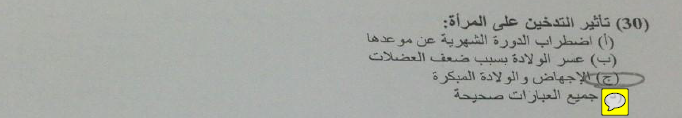 (30) تأثير التدخين على المرأة:
(أ) اضطراب الدورة الشهرية عن موعدها
(ب) عسر الولادة بسبب ضعف العضلات
(ج) الإجهاض والولادة المبكرة
جميع العبارات صحيحة